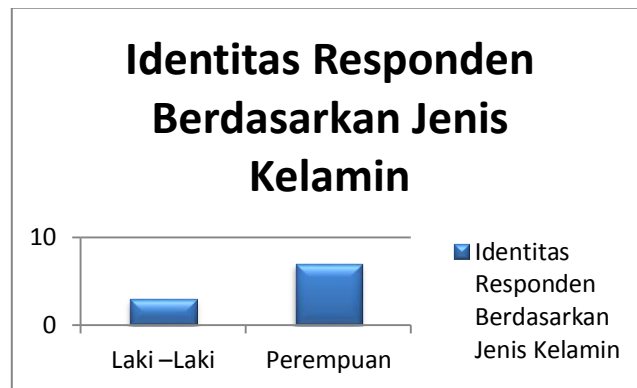 Identitas Responden
Berdasarkan Jenis
Kelamin
10
0
Laki –Laki
Perempuan
Identitas
Responden
Berdasarkan
Jenis Kelamin